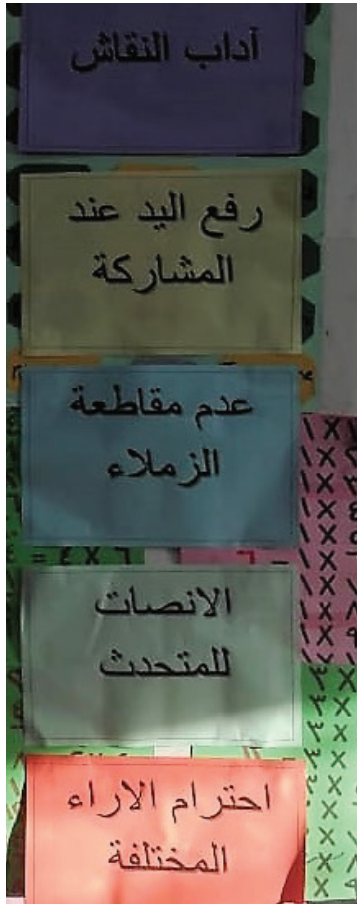 آداب النقاش
رفع اليد عند
المشاركة
عدم مقاطعة
الزملاء
الانصات
للمتحدث
احترام الاراء
المختلفة